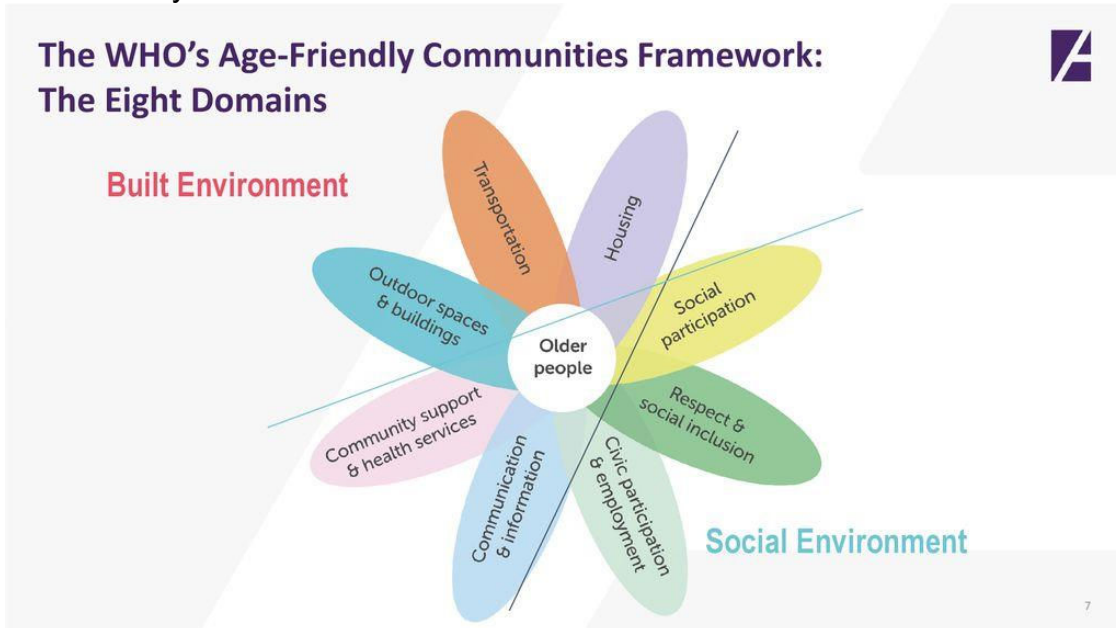 The WHO's Age-Friendly Communities Framework:
The Eight Domains
Built Environment
Transportation
Housing
Outdoor spaces
& buildings
Social
participation
Older
people
Community support
& health services
Respect &
social inclusion
Communication
& information
Civic participation
& employment
Social Environment
7